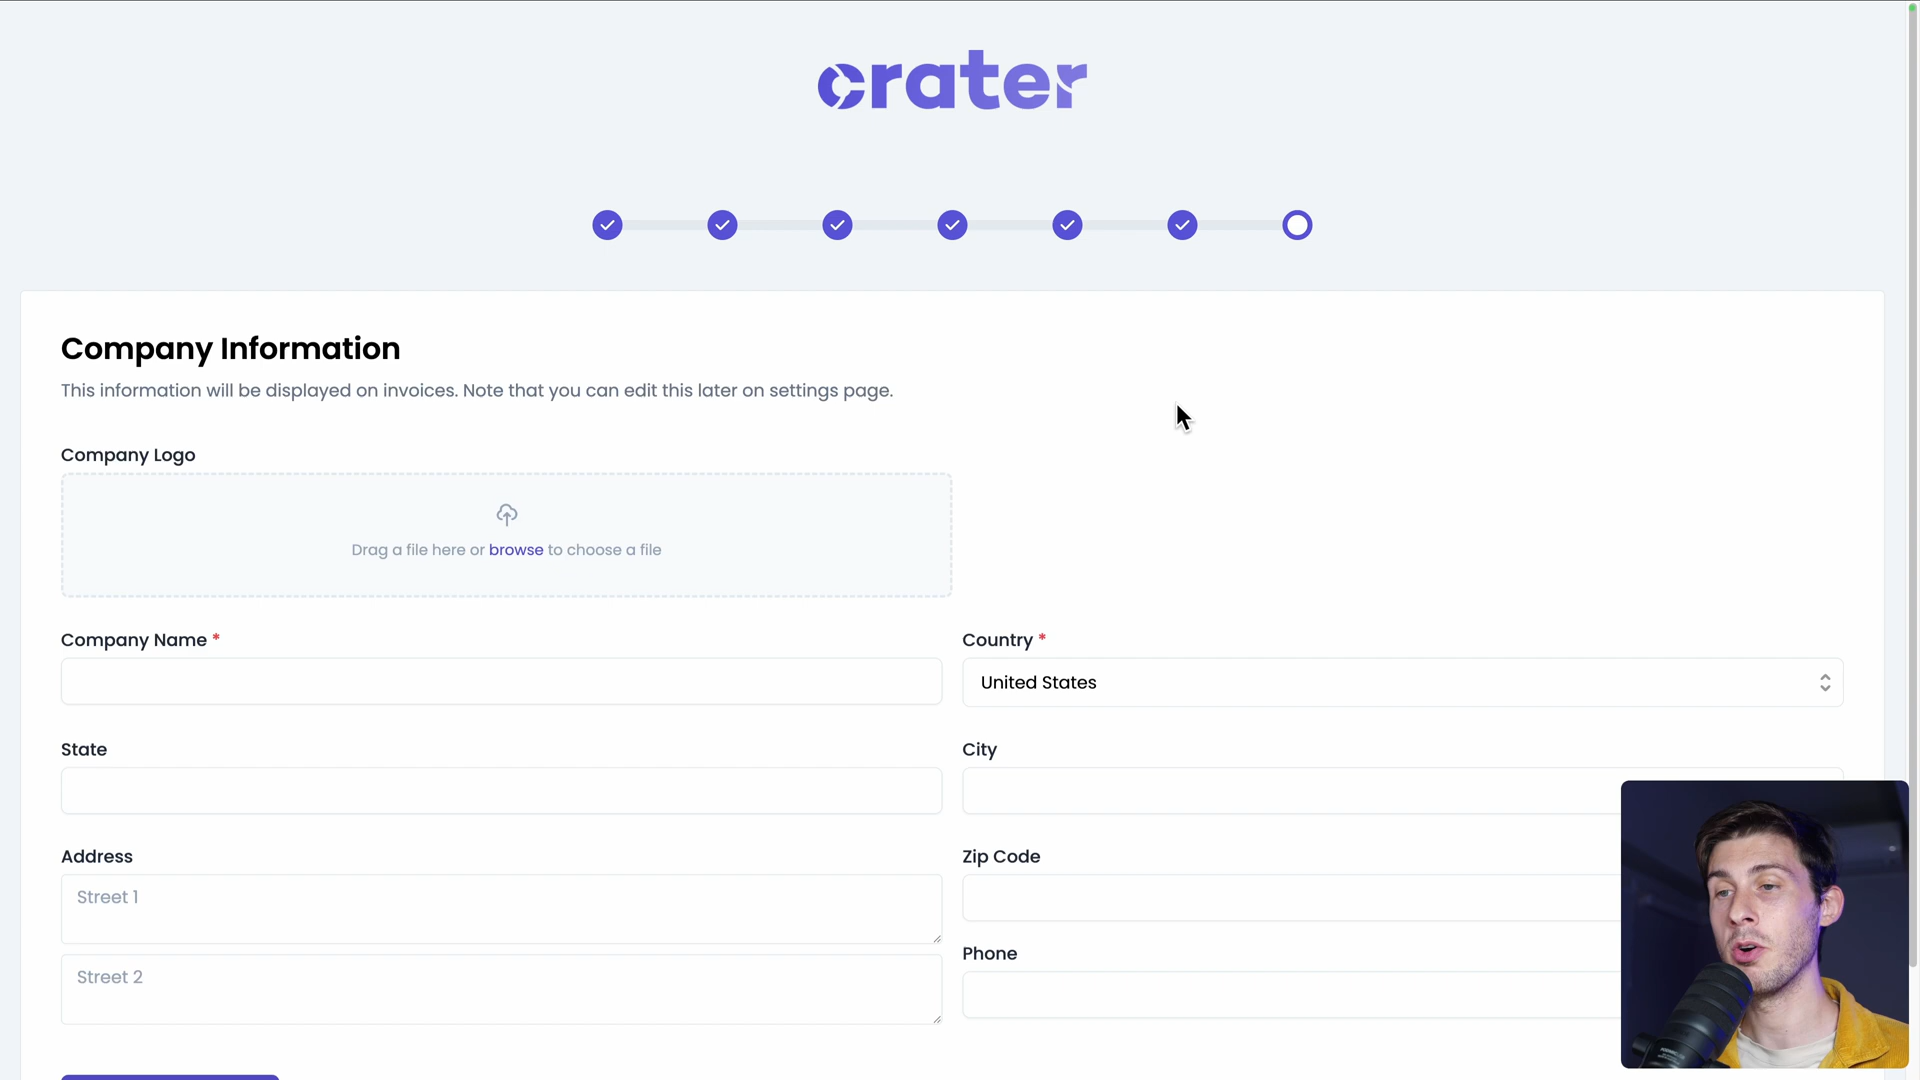 crater
Company Information
This information will be displayed on invoices. Note that you can edit this later on settings page.
Company Logo
Drag a file here or browse to choose a file
Company Name *
Country *
United States
State
City
Address
Zip Code
Street 1
Phone
Street 2